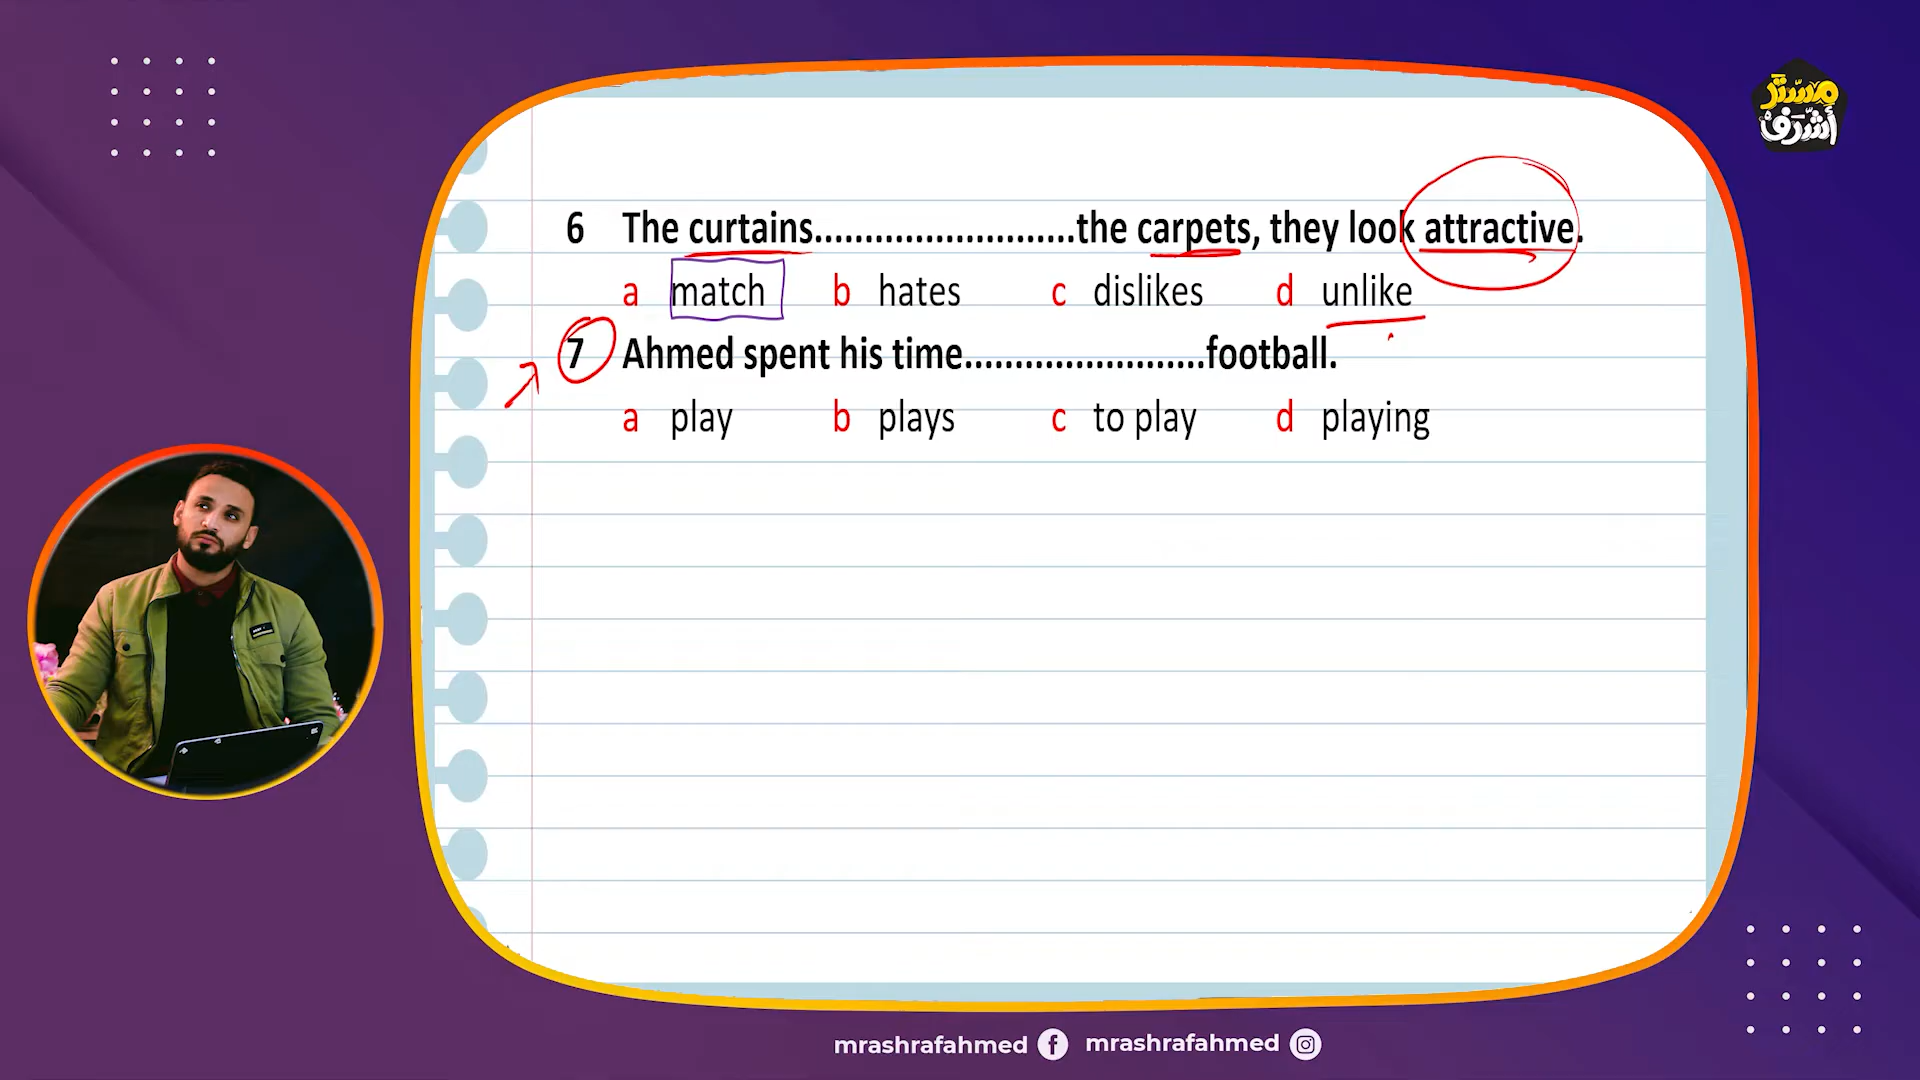 مستر
أشرف
6 The curtains..........................the carpets, they look attractive.
a match b hates c dislikes d unlike
7 Ahmed spent his time........................football.
a play b plays c to play d playing
mrashrafahmed mrashrafahmed